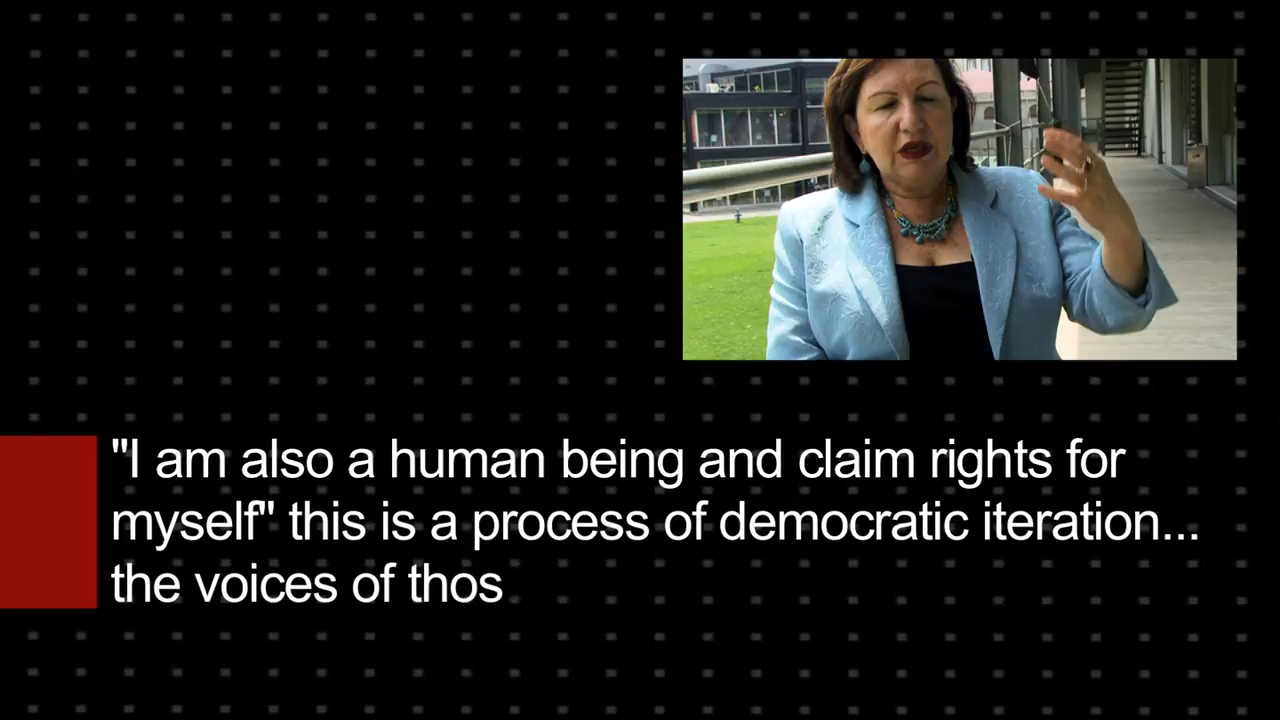 "I am also a human being and claim rights for
myself" this is a process of democratic iteration...
the voices of thos